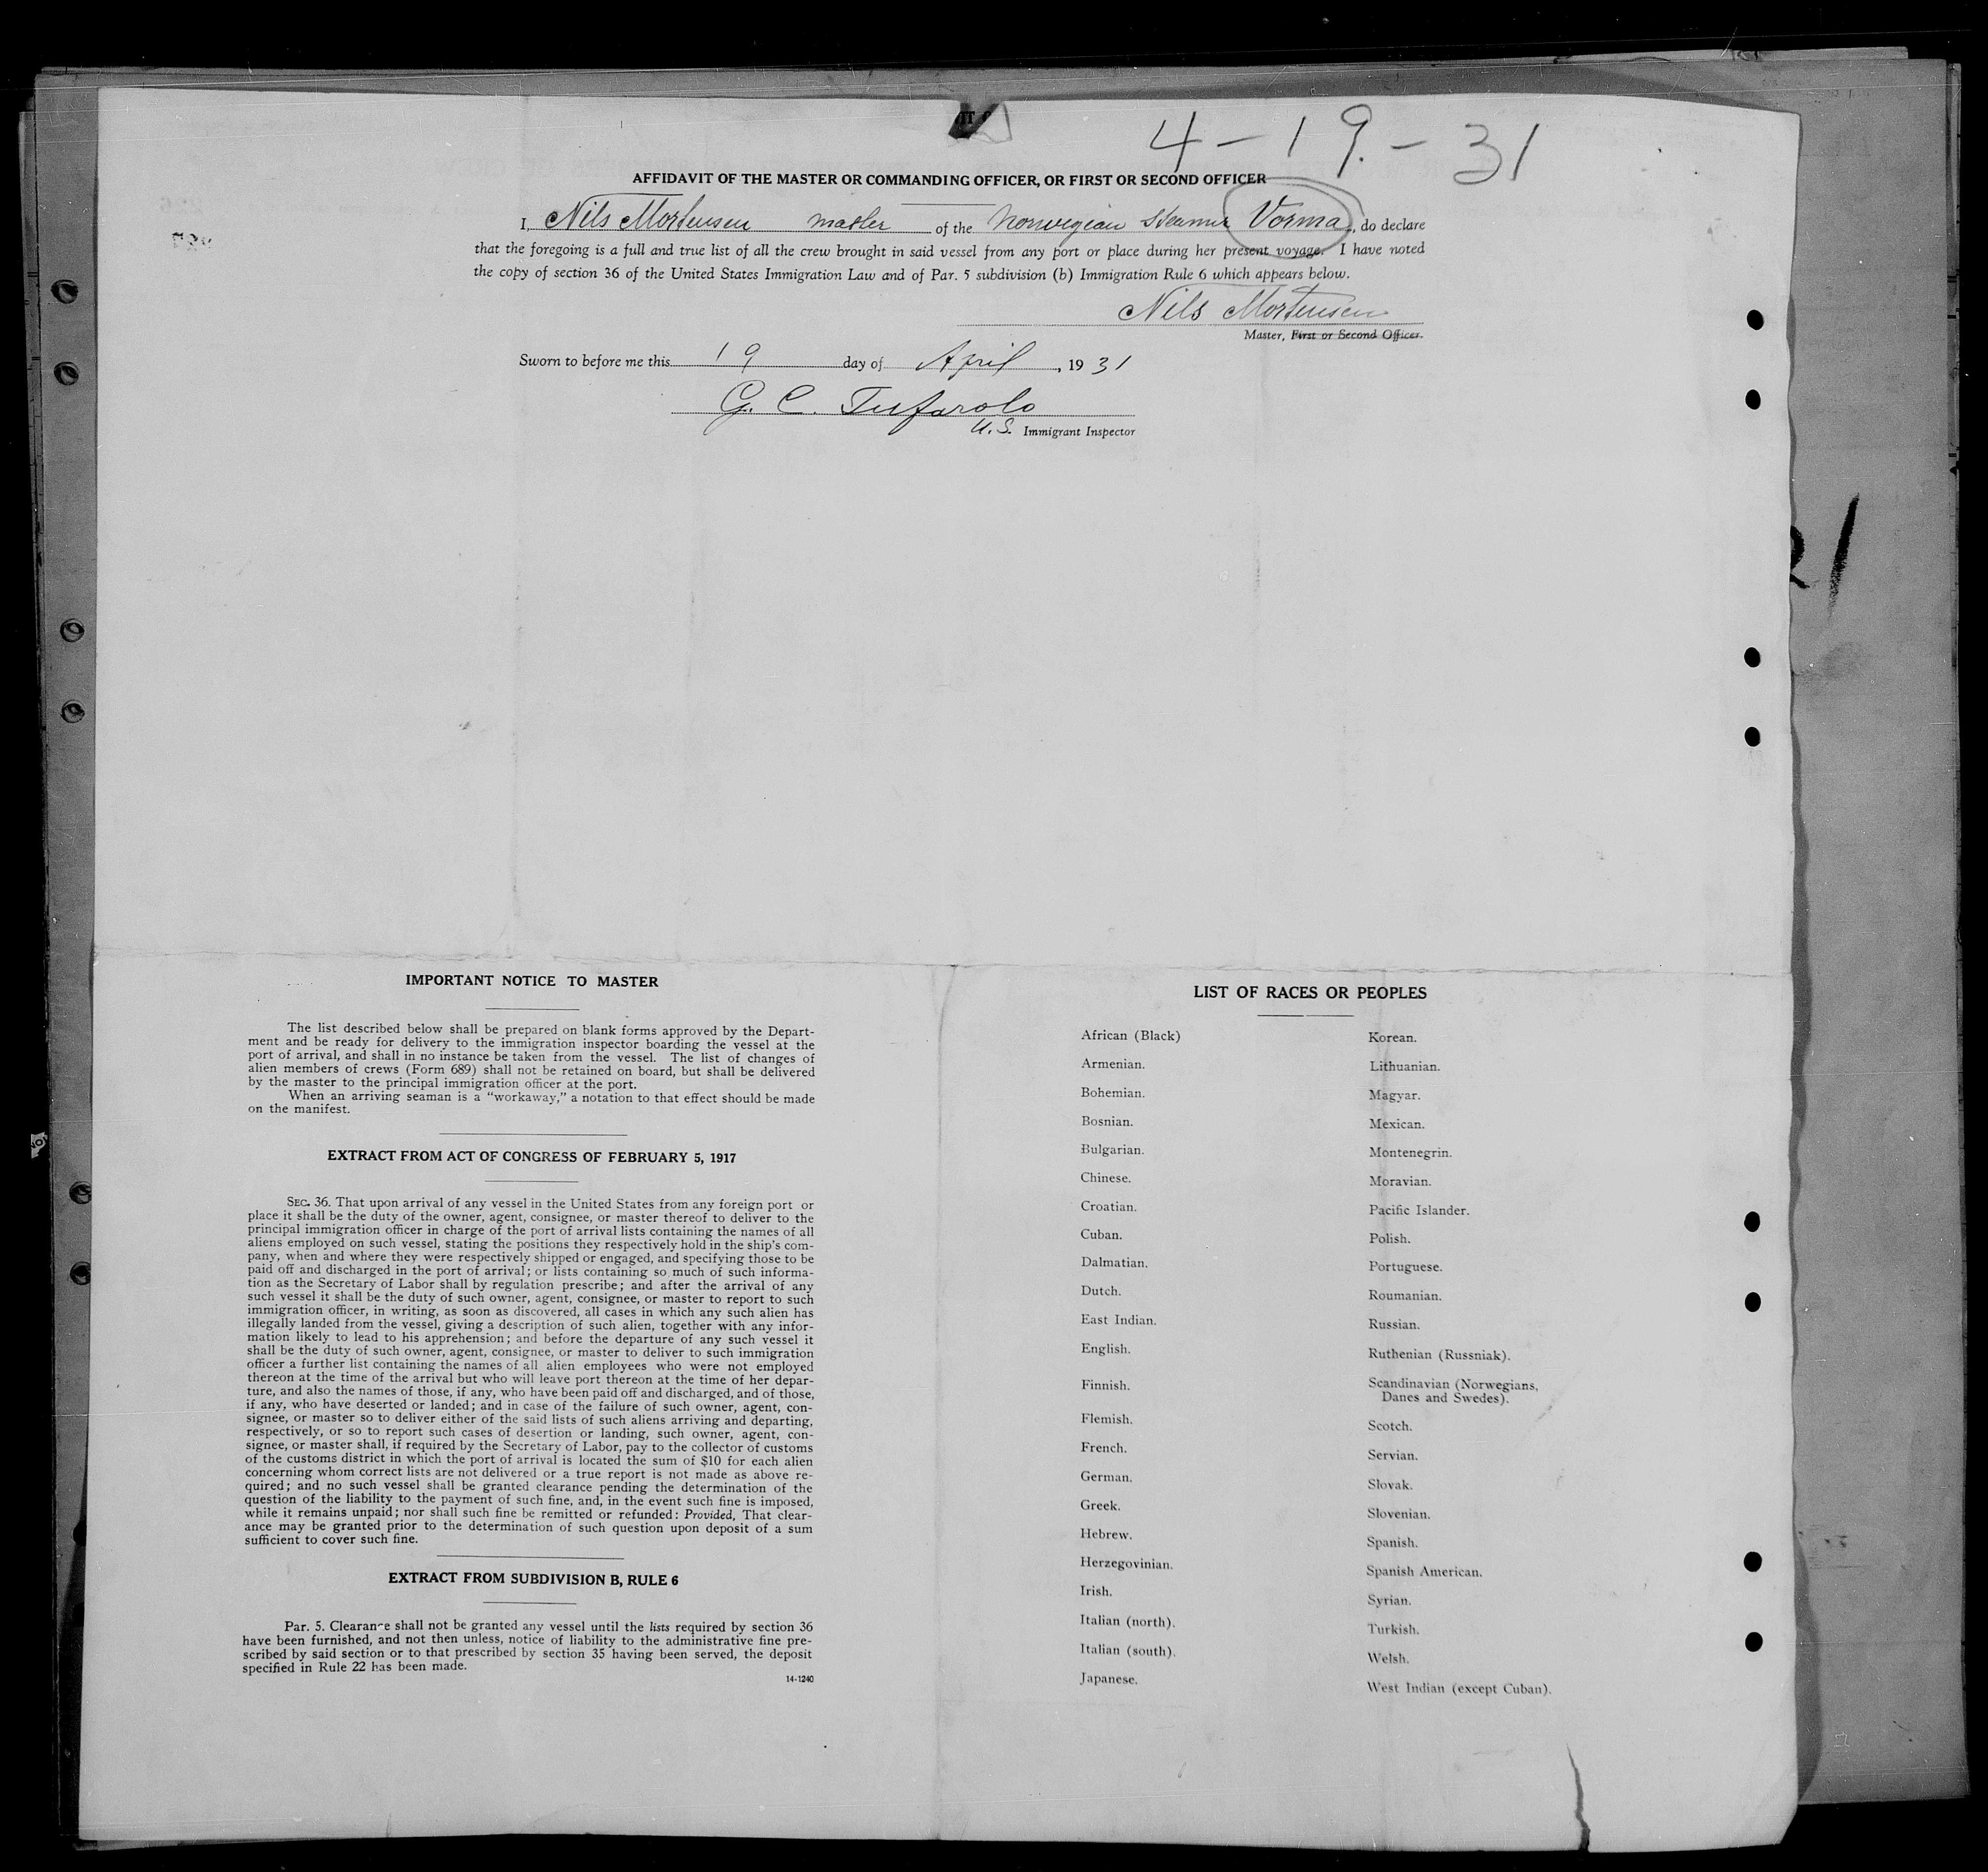 4-19-31
AFFIDAVIT OF THE MASTER OR COMMANDING OFFICER, OR FIRST OR SECOND OFFICER
I, Nils Mortensen master of the Norwegian Steamer Vorma, do declare
that the foregoing is a full and true list of all the crew brought in said vessel from any port or place during her present voyage. I have noted
the copy of section 36 of the United States Immigration Law and of Par. 5 subdivision (b) Immigration Rule 6 which appears below.
Nils Mortensen
Master, First or Second Officer.
Sworn to before me this 19 day of April, 1931
G. C. Tufarolo
U.S. Immigrant Inspector
IMPORTANT NOTICE TO MASTER
The list described below shall be prepared on blank forms approved by the Depart-
ment and be ready for delivery to the immigration inspector boarding the vessel at the
port of arrival, and shall in no instance be taken from the vessel. The list of changes of
alien members of crews (Form 689) shall not be retained on board, but shall be delivered
by the master to the principal immigration officer at the port.
When an arriving seaman is a "workaway," a notation to that effect should be made
on the manifest.
EXTRACT FROM ACT OF CONGRESS OF FEBRUARY 5, 1917
SEC. 36. That upon arrival of any vessel in the United States from any foreign port or
place it shall be the duty of the owner, agent, consignee, or master thereof to deliver to the
principal immigration officer in charge of the port of arrival lists containing the names of all
aliens employed on such vessel, stating the positions they respectively hold in the ship's com-
pany, when and where they were respectively shipped or engaged, and specifying those to be
paid off and discharged in the port of arrival; or lists containing so much of such informa-
tion as the Secretary of Labor shall by regulation prescribe; and after the arrival of any
such vessel it shall be the duty of such owner, agent, consignee, or master to report to such
immigration officer, in writing, as soon as discovered, all cases in which any such alien has
illegally landed from the vessel, giving a description of such alien, together with any infor-
mation likely to lead to his apprehension; and before the departure of any such vessel it
shall be the duty of such owner, agent, consignee, or master to deliver to such immigration
officer a further list containing the names of all alien employees who were not employed
thereon at the time of the arrival but who will leave port thereon at the time of her depar-
ture, and also the names of those, if any, who have been paid off and discharged, and of those,
if any, who have deserted or landed; and in case of the failure of such owner, agent, con-
signee, or master so to deliver either of the said lists of such aliens arriving and departing,
respectively, or so to report such cases of desertion or landing, such owner, agent, con-
signee, or master shall, if required by the Secretary of Labor, pay to the collector of customs
of the customs district in which the port of arrival is located the sum of $10 for each alien
concerning whom correct lists are not delivered or a true report is not made as above re-
quired; and no such vessel shall be granted clearance pending the determination of the
question of the liability to the payment of such fine, and, in the event such fine is imposed,
while it remains unpaid; nor shall such fine be remitted or refunded: Provided, That clear-
ance may be granted prior to the determination of such question upon deposit of a sum
sufficient to cover such fine.
EXTRACT FROM SUBDIVISION B, RULE 6
Par. 5. Clearance shall not be granted any vessel until the lists required by section 36
have been furnished, and not then unless, notice of liability to the administrative fine pre-
scribed by said section or to that prescribed by section 35 having been served, the deposit
specified in Rule 22 has been made.
14-1240
LIST OF RACES OR PEOPLES
African (Black)
Armenian.
Bohemian.
Bosnian.
Bulgarian.
Chinese.
Croatian.
Cuban.
Dalmatian.
Dutch.
East Indian.
English.
Finnish.
Flemish.
French.
German.
Greek.
Hebrew.
Herzegovinian.
Irish.
Italian (north).
Italian (south).
Japanese.
Korean.
Lithuanian.
Magyar.
Mexican.
Montenegrin.
Moravian.
Pacific Islander.
Polish.
Portuguese.
Roumanian.
Russian.
Ruthenian (Russniak).
Scandinavian (Norwegians,
Danes and Swedes).
Scotch.
Servian.
Slovak.
Slovenian.
Spanish.
Spanish American.
Syrian.
Turkish.
Welsh.
West Indian (except Cuban).